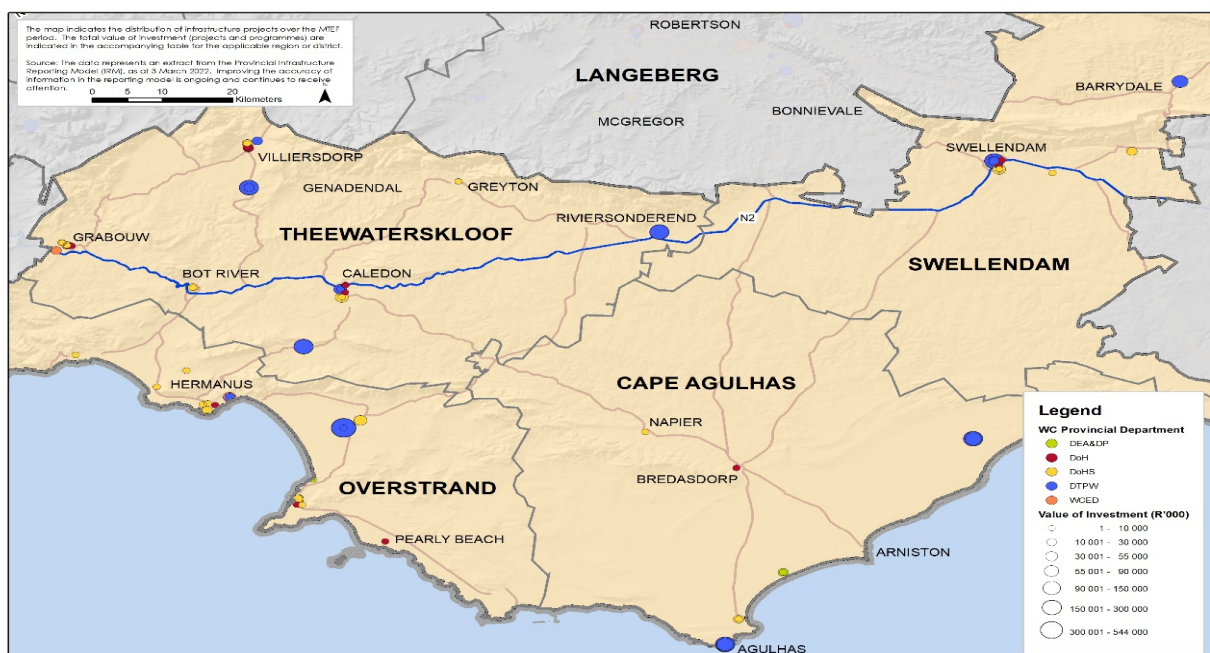 The map indicates the distribution of infrastructure projects over the MTEF
period. The total value of investment (projects and programmes) are
indicated in the accompanying table for the applicable region or district.
Source: The data represents an extract from the Provincial Infrastructure
Reporting Model (IRM), as at 3 March 2022. Improving the accuracy of
information in the reporting model is ongoing and continues to receive
attention.
0 5 10 20
Kilometers
N
ROBERTSON
LANGEBERG
BARRYDALE
BONNIEVALE
MCGREGOR
SWELLENDAM
VILLIERSDORP
GENADENDAL
GREYTON
RIVIERSONDEREND
N2
GRABOUW
THEEWATERSKLOOF
SWELLENDAM
BOT RIVER
CALEDON
HERMANUS
CAPE AGULHAS
NAPIER
BREDASDORP
OVERSTRAND
PEARLY BEACH
ARNISTON
AGULHAS
Legend
WC Provincial Department
DEA&DP
DoH
DoHS
DTPW
WCED
Value of Investment (R'000)
1 - 10 000
10 001 - 30 000
30 001 - 55 000
55 001 - 90 000
90 001 - 150 000
150 001 - 300 000
300 001 - 544 000